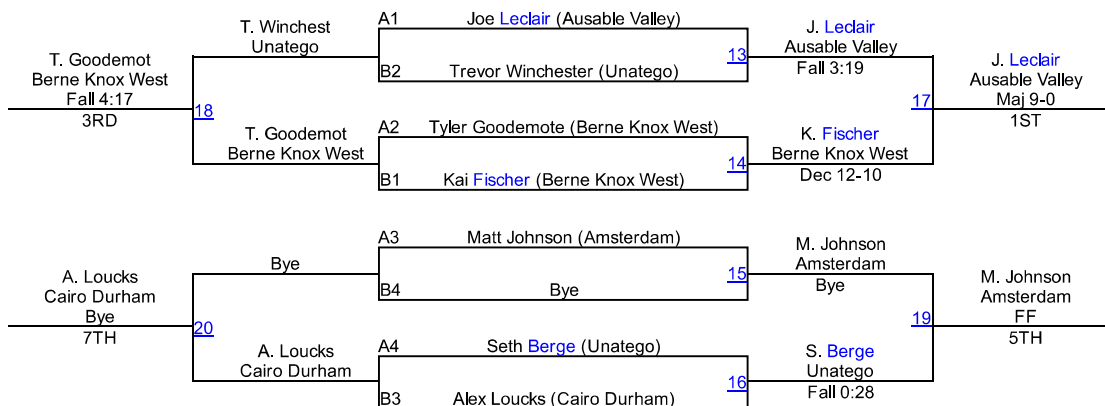 A1 Joe Leclair (Ausable Valley)
T. Winchest
Unatego
J. Leclair
Ausable Valley
Fall 3:19
13
B2 Trevor Winchester (Unatego)
T. Goodemot
Berne Knox West
Fall 4:17
3RD
18
17
J. Leclair
Ausable Valley
Maj 9-0
1ST
T. Goodemot
Berne Knox West
A2 Tyler Goodemote (Berne Knox West)
14
B1 Kai Fischer (Berne Knox West)
K. Fischer
Berne Knox West
Dec 12-10
A3 Matt Johnson (Amsterdam)
Bye
15
B4 Bye
M. Johnson
Amsterdam
Bye
A. Loucks
Cairo Durham
Bye
7TH
20
19
M. Johnson
Amsterdam
FF
5TH
A. Loucks
Cairo Durham
A4 Seth Berge (Unatego)
16
B3 Alex Loucks (Cairo Durham)
S. Berge
Unatego
Fall 0:28